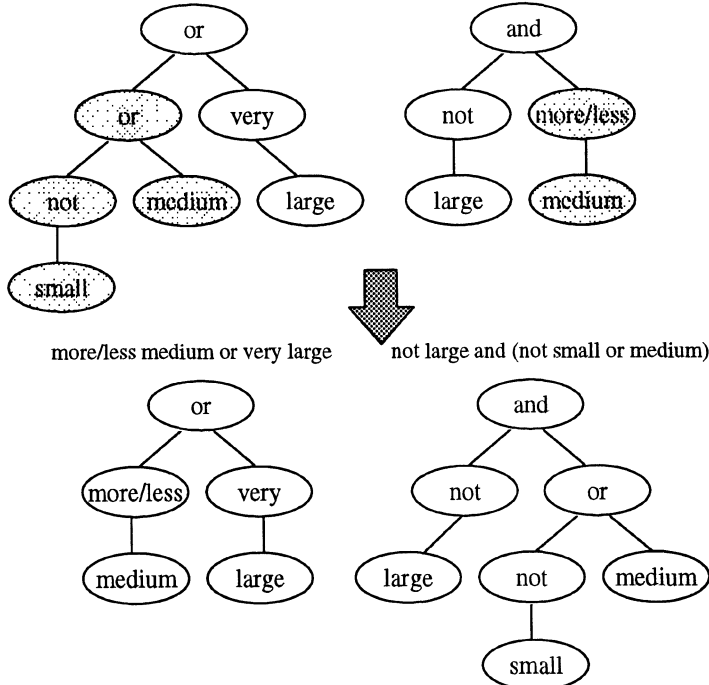 or and
or very not more/less
not medium large large medium
small
more/less medium or very large not large and (not small or medium)
or and
more/less very not or
medium large large not medium
small